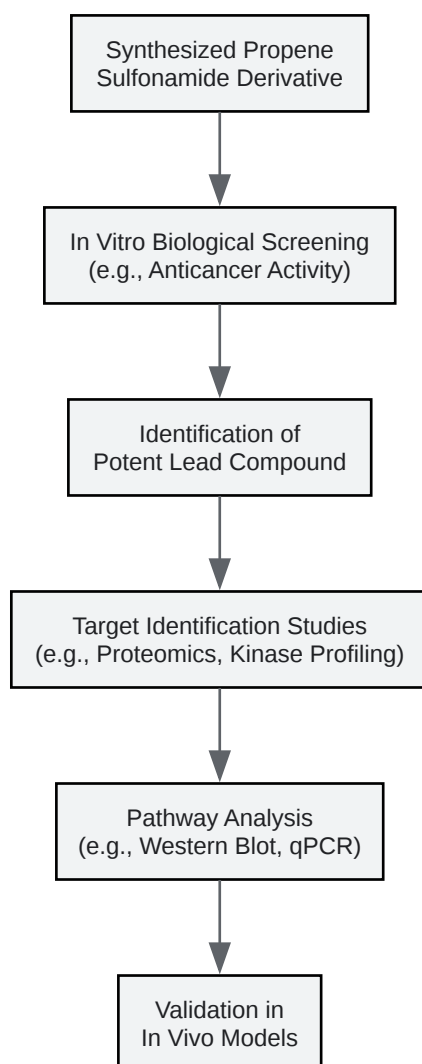 Synthesized Propene
Sulfonamide Derivative
In Vitro Biological Screening
(e.g., Anticancer Activity)
Identification of
Potent Lead Compound
Target Identification Studies
(e.g., Proteomics, Kinase Profiling)
Pathway Analysis
(e.g., Western Blot, qPCR)
Validation in
In Vivo Models